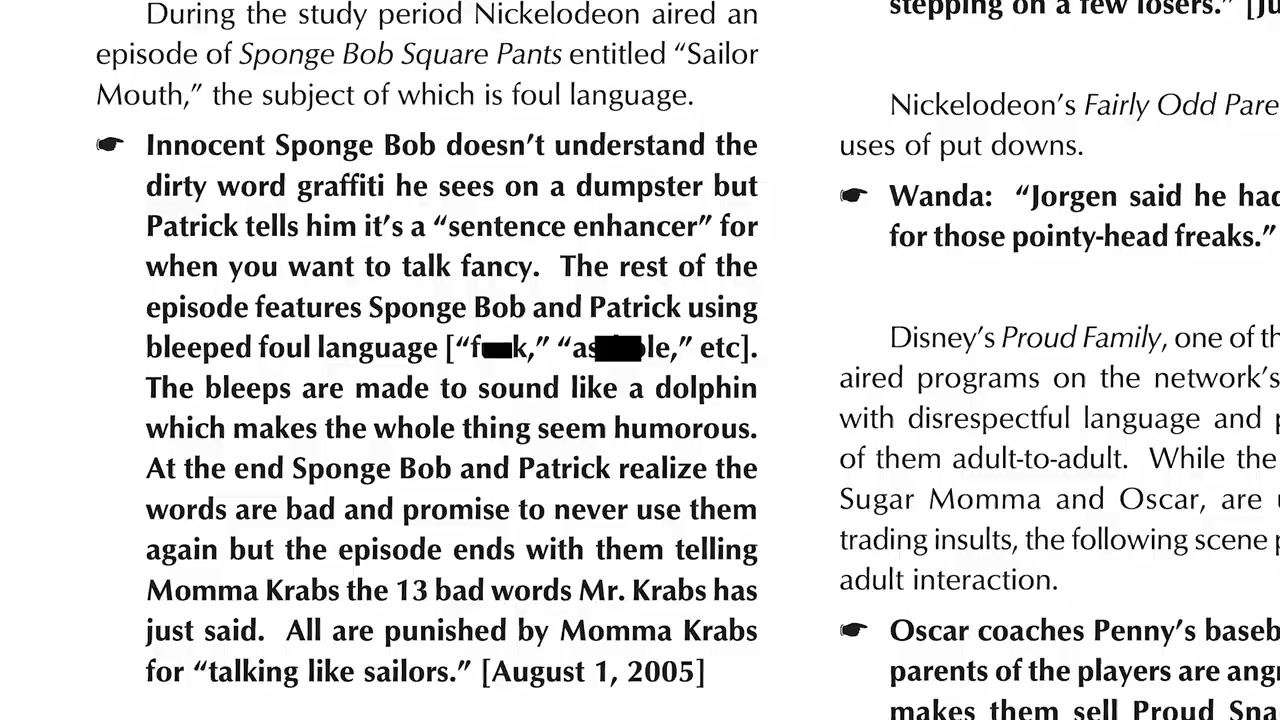 During the study period Nickelodeon aired an
episode of Sponge Bob Square Pants entitled “Sailor
Mouth,” the subject of which is foul language.
☛ Innocent Sponge Bob doesn’t understand the
dirty word graffiti he sees on a dumpster but
Patrick tells him it’s a “sentence enhancer” for
when you want to talk fancy. The rest of the
episode features Sponge Bob and Patrick using
bleeped foul language [“f k,” “as le,” etc].
The bleeps are made to sound like a dolphin
which makes the whole thing seem humorous.
At the end Sponge Bob and Patrick realize the
words are bad and promise to never use them
again but the episode ends with them telling
Momma Krabs the 13 bad words Mr. Krabs has
just said. All are punished by Momma Krabs
for “talking like sailors.” [August 1, 2005]
stepping on a few losers.”
Nickelodeon’s Fairly Odd
uses of put downs.
☛ Wanda: “Jorgen said he had
for those pointy-head freaks.”
Disney’s Proud Family, one of
aired programs on the network’s
with disrespectful language and
of them adult-to-adult. While the
Sugar Momma and Oscar, are
trading insults, the following scene
adult interaction.
☛ Oscar coaches Penny’s
parents of the players are
makes them sell Proud